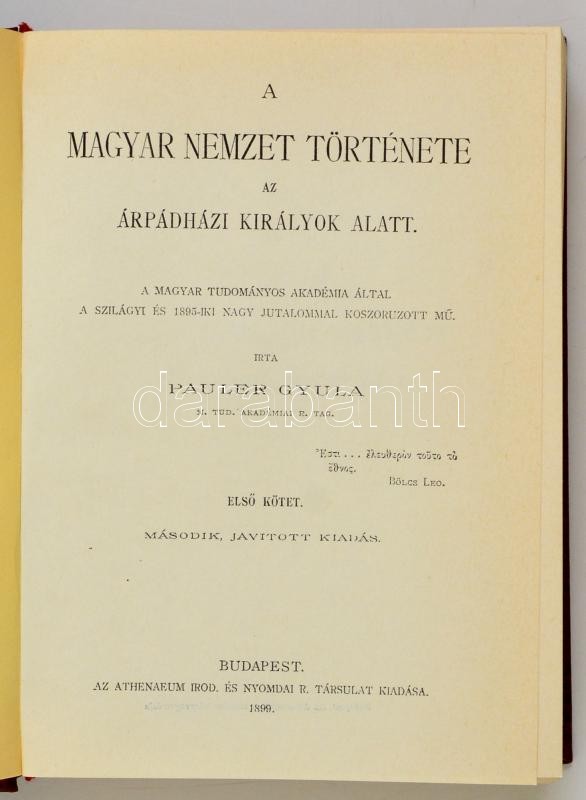 A
MAGYAR NEMZET TÖRTÉNETE
AZ
ÁRPÁDHÁZI KIRÁLYOK ALATT.
A MAGYAR TUDOMÁNYOS AKADÉMIA ÁLTAL
A SZILÁGYI ÉS 1895-IKI NAGY JUTALOMMAL KOSZORUZOTT MŰ.
IRTA
PAULER GYULA
M. TUD. AKADÉMIAI R. TAG.
darabanth
Ἔστι . . . ἐλευθερὸν τοῦτο τὸ
ἔθνος.
BÖLCS LEO.
ELSŐ KÖTET.
MÁSODIK, JAVITOTT KIADÁS.
BUDAPEST.
AZ ATHENAEUM IROD. ÉS NYOMDAI R. TÁRSULAT KIADÁSA.
1899.